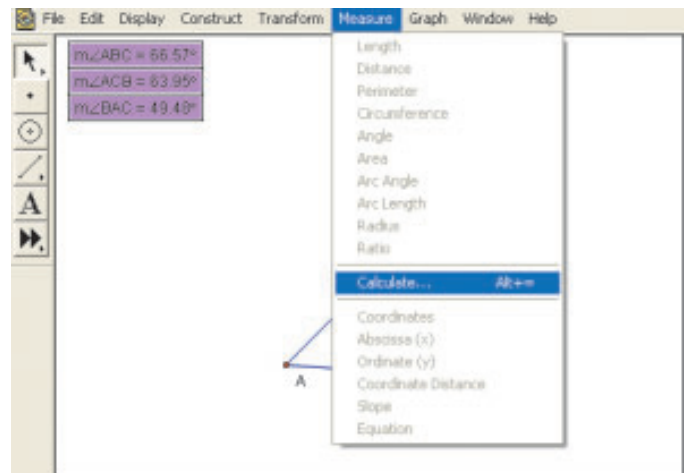 File Edit Display Construct Transform Measure Graph Window Help
m∠ABC = 66.57°
m∠ACB = 63.95°
m∠BAC = 49.48°
Length
Distance
Perimeter
Circumference
Angle
Area
Arc Angle
Arc Length
Radius
Ratio
Calculate... Alt+=
Coordinates
Abscissa (x)
Ordinate (y)
Coordinate Distance
Slope
Equation
A
A